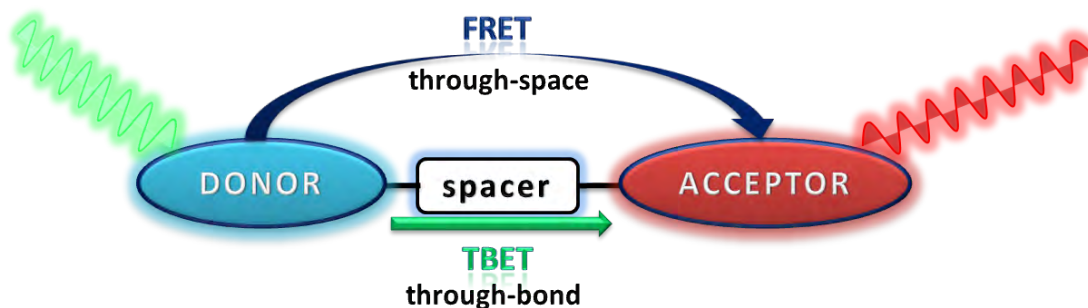 FRET
through-space
DONOR
spacer
ACCEPTOR
TBET
through-bond